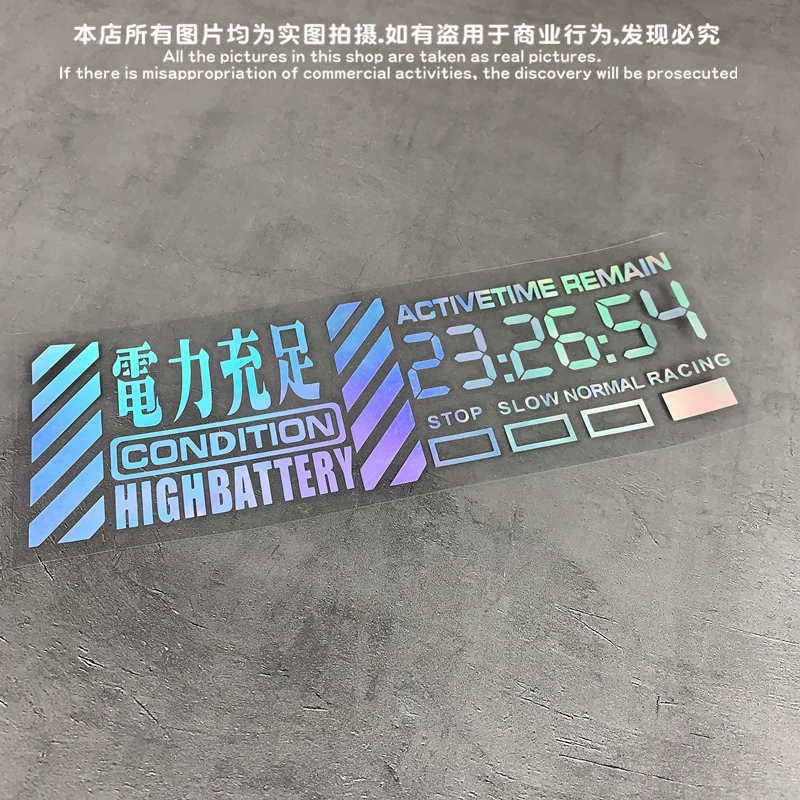 本店所有图片均为实图拍摄.如有盗用于商业行为,发现必究
All the pictures in this shop are taken as real pictures.
If there is misappropriation of commercial activities, the discovery will be prosecuted
電力充足
CONDITION
HIGHBATTERY
ACTIVETIME REMAIN
23:26:54
STOP SLOW NORMAL RACING